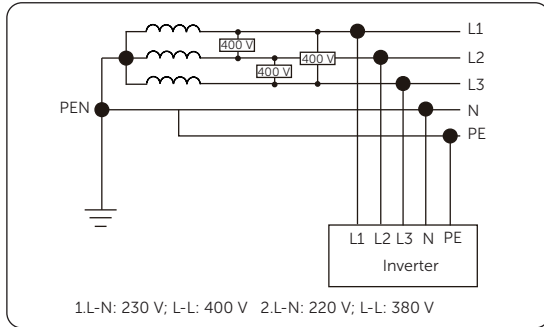 L1
400 V
L2
400 V
400 V
L3
PEN
N
PE
L1 L2 L3 N PE
Inverter
1.L-N: 230 V; L-L: 400 V 2.L-N: 220 V; L-L: 380 V